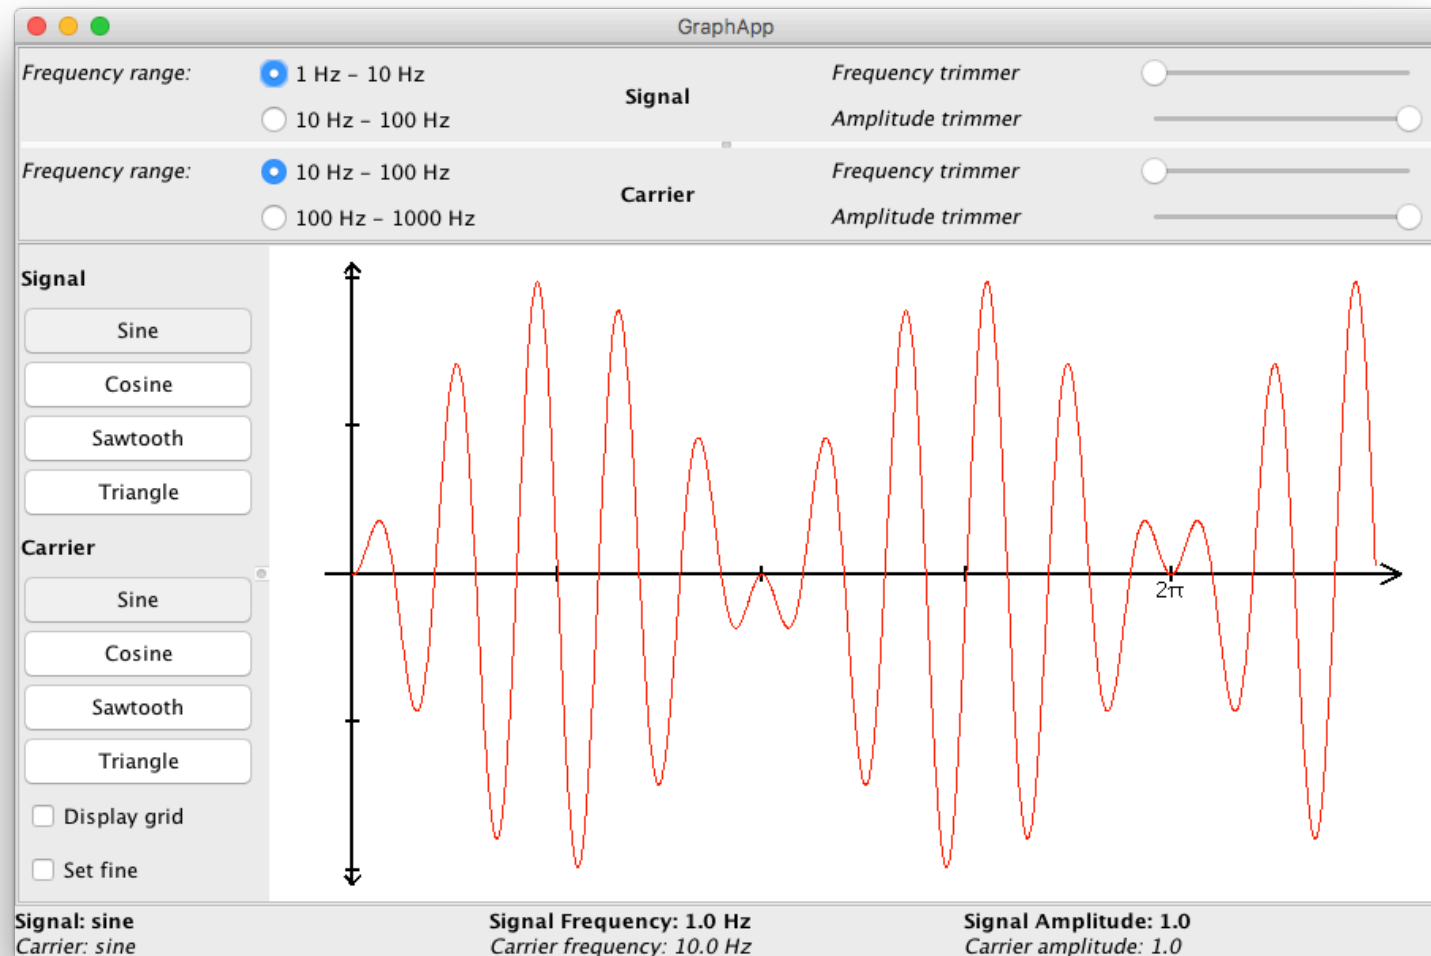 GraphApp
Frequency range:
1 Hz – 10 Hz
10 Hz – 100 Hz
Signal
Frequency trimmer
Amplitude trimmer
Frequency range:
10 Hz – 100 Hz
100 Hz – 1000 Hz
Carrier
Frequency trimmer
Amplitude trimmer
Signal
Sine
Cosine
Sawtooth
Triangle
Carrier
Sine
Cosine
Sawtooth
Triangle
Display grid
Set fine
2π
Signal: sine
Signal Frequency: 1.0 Hz
Signal Amplitude: 1.0
Carrier: sine
Carrier frequency: 10.0 Hz
Carrier amplitude: 1.0